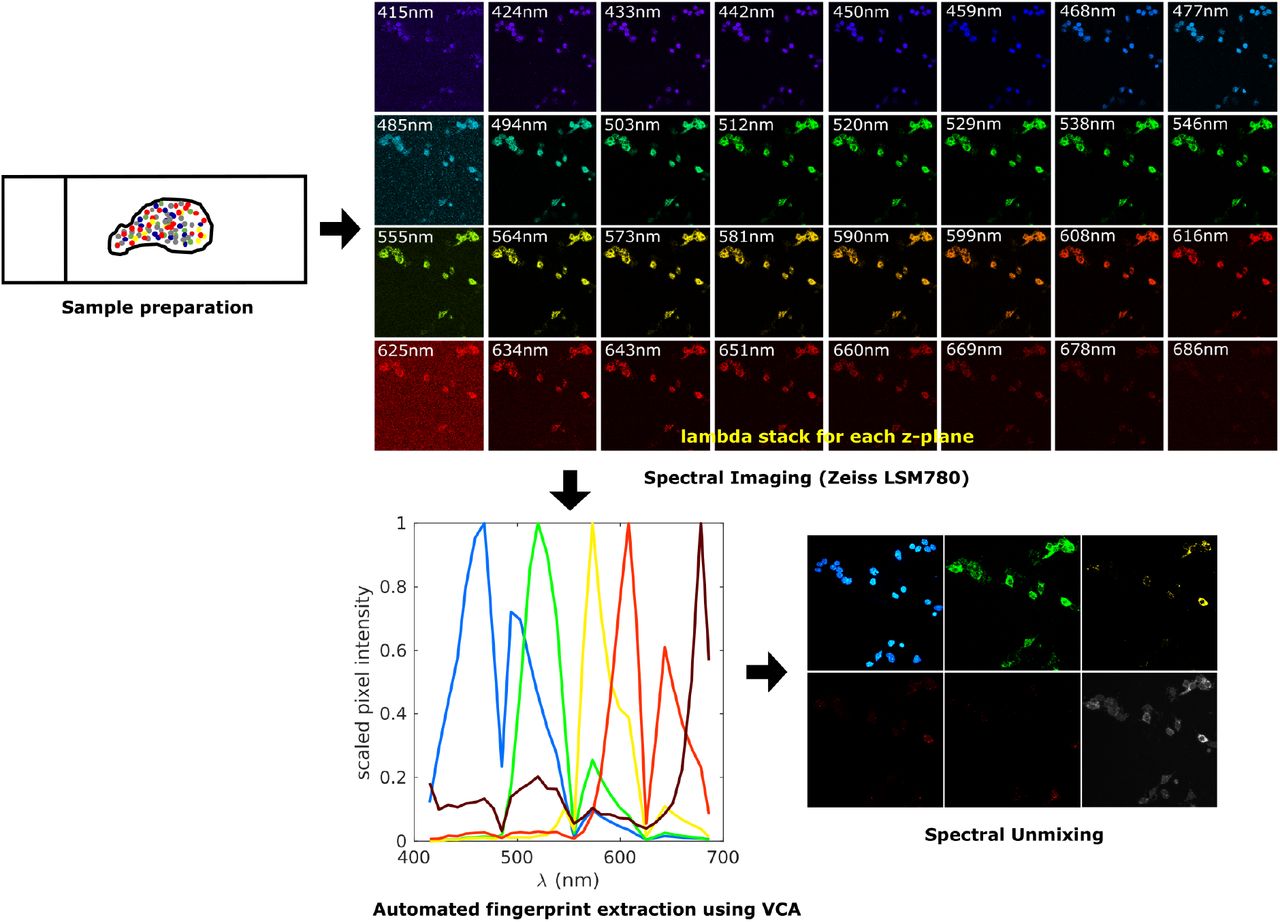 415nm 424nm 433nm 442nm 450nm 459nm 468nm 477nm
485nm 494nm 503nm 512nm 520nm 529nm 538nm 546nm
555nm 564nm 573nm 581nm 590nm 599nm 608nm 616nm
625nm 634nm 643nm 651nm 660nm 669nm 678nm 686nm
lambda stack for each z-plane
Sample preparation
Spectral Imaging (Zeiss LSM780)
scaled pixel intensity
1
0.8
0.6
0.4
0.2
0
400 500 600 700
λ (nm)
Automated fingerprint extraction using VCA
Spectral Unmixing